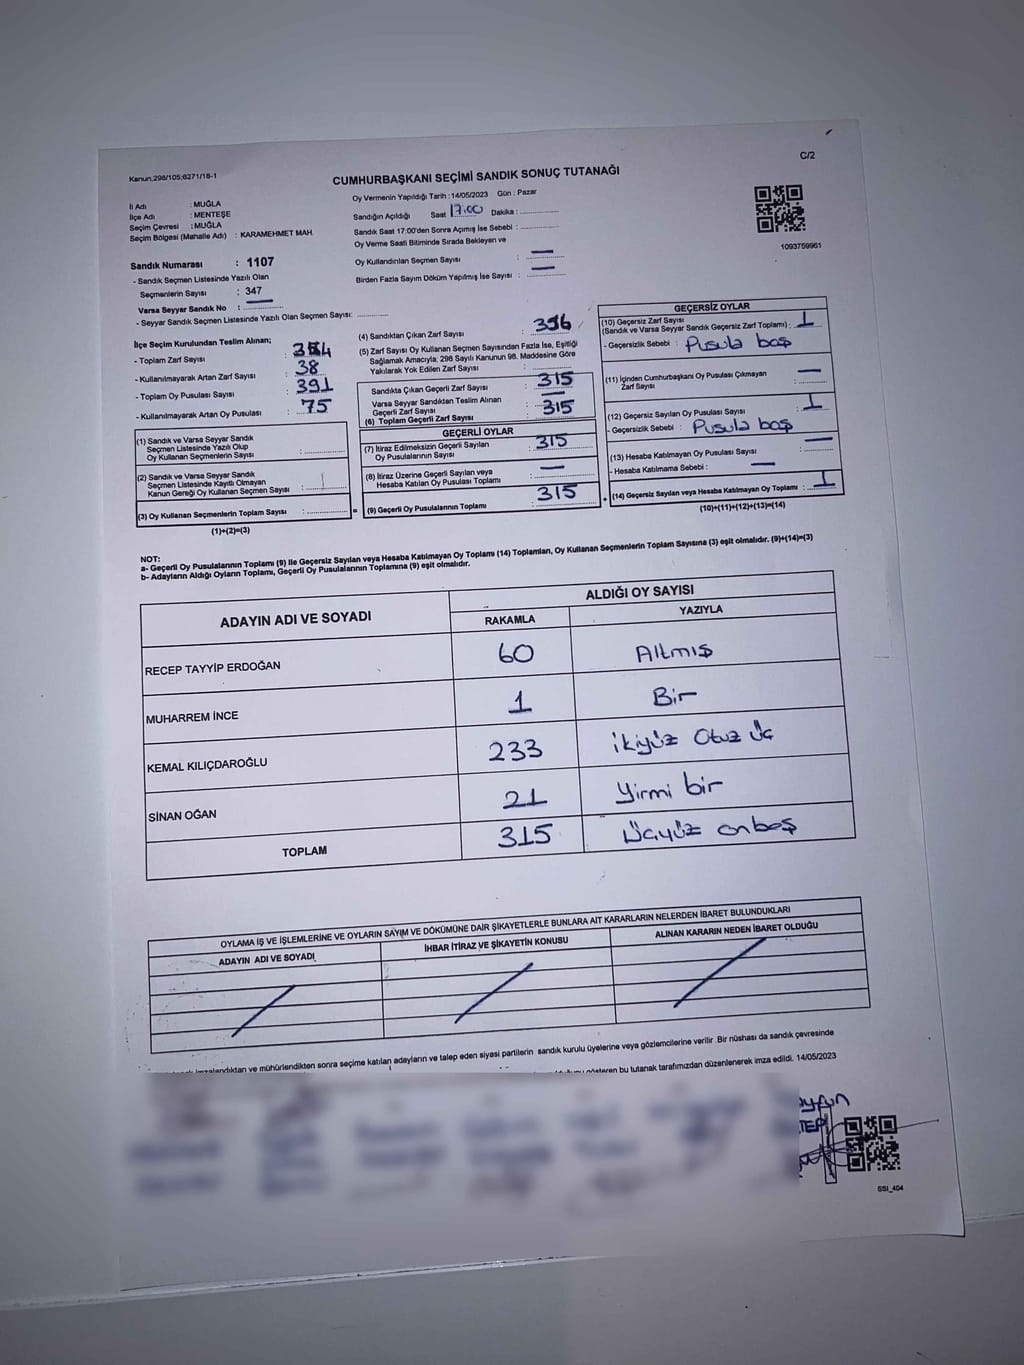 C/2
Kanun;298/105;6271/18-1
CUMHURBAŞKANI SEÇİMİ SANDIK SONUÇ TUTANAĞI
İl Adı : MUĞLA
İlçe Adı : MENTEŞE
Seçim Çevresi : MUĞLA
Seçim Bölgesi (Mahalle Adı) : KARAMEHMET MAH.
Sandık Numarası : 1107
- Sandık Seçmen Listesinde Yazılı Olan
Seçmenlerin Sayısı : 347
Varsa Seyyar Sandık No : —
- Seyyar Sandık Seçmen Listesinde Yazılı Olan Seçmen Sayısı:
Oy Vermenin Yapıldığı Tarih : 14/05/2023 Gün : Pazar
Sandığın Açıldığı Saat 17:00 Dakika :
Sandık Saat 17:00'den Sonra Açımış İse Sebebi :
Oy Verme Saati Bitiminde Sırada Bekleyen ve
Oy Kullandırılan Seçmen Sayısı : —
Birden Fazla Sayım Döküm Yapılmış İse Sayısı : —
1093759961
İlçe Seçim Kurulundan Teslim Alınan;
- Toplam Zarf Sayısı :
- Kullanılmayarak Artan Zarf Sayısı : 38
- Toplam Oy Pusulası Sayısı : 391
- Kullanılmayarak Artan Oy Pusulası : 75
(1) Sandık ve Varsa Seyyar Sandık
Seçmen Listesinde Yazılı Olup
Oy Kullanan Seçmenlerin Sayısı :
(2) Sandık ve Varsa Seyyar Sandık
Seçmen Listesinde Kayıtlı Olmayan
Kanun Gereği Oy Kullanan Seçmen Sayısı :
(3) Oy Kullanan Seçmenlerin Toplam Sayısı :
(1)+(2)=(3)
(4) Sandıktan Çıkan Zarf Sayısı :
(5) Zarf Sayısı Oy Kullanan Seçmen Sayısından Fazla İse, Eşitliği
Sağlamak Amacıyla, 298 Sayılı Kanunun 98. Maddesine Göre
Yakılarak Yok Edilen Zarf Sayısı :
Sandıkta Çıkan Geçerli Zarf Sayısı : 315
Varsa Seyyar Sandıktan Teslim Alınan
Geçerli Zarf Sayısı : —
(6) Toplam Geçerli Zarf Sayısı : 315
GEÇERLİ OYLAR
(7) İtiraz Edilmeksizin Geçerli Sayılan
Oy Pusulalarının Sayısı : 315
(8) İtiraz Üzerine Geçerli Sayılan veya
Hesaba Katılan Oy Pusulası Toplamı : —
(9) Geçerli Oy Pusulalarının Toplamı : 315
GEÇERSİZ OYLAR
(10) Geçersiz Zarf Sayısı
(Sandık ve Varsa Seyyar Sandık Geçersiz Zarf Toplamı) : 1
- Geçersizlik Sebebi : Pusula boş
(11) İçinden Cumhurbaşkanı Oy Pusulası Çıkmayan
Zarf Sayısı : —
(12) Geçersiz Sayılan Oy Pusulası Sayısı : 1
- Geçersizlik Sebebi : Pusula boş
(13) Hesaba Katılmayan Oy Pusulası Sayısı : —
- Hesaba Katılmama Sebebi : —
(14) Geçersiz Sayılan veya Hesaba Katılmayan Oy Toplamı : 1
(10)+(11)+(12)+(13)=(14)
NOT:
a- Geçerli Oy Pusulalarının Toplamı (9) ile Geçersiz Sayılan veya Hesaba Katılmayan Oy Toplamı (14) Toplamları, Oy Kullanan Seçmenlerin Toplam Sayısına (3) eşit olmalıdır. (9)+(14)=(3)
b- Adayların Aldığı Oyların Toplamı, Geçerli Oy Pusulalarının Toplamına (9) eşit olmalıdır.
ADAYIN ADI VE SOYADI ALDIĞI OY SAYISI
RAKAMLA YAZIYLA
RECEP TAYYİP ERDOĞAN 60 Altmış
MUHARREM İNCE 1 Bir
KEMAL KILIÇDAROĞLU 233 İkiyüz Otuz Üç
SİNAN OĞAN 21 Yirmi bir
TOPLAM 315 Üçyüz onbeş
OYLAMA İŞ VE İŞLEMLERİNE VE OYLARIN SAYIM VE DÖKÜMÜNE DAİR ŞİKAYETLERLE BUNLARA AİT KARARLARIN NELERDEN İBARET BULUNDUKLARI
ADAYIN ADI VE SOYADI İHBAR İTİRAZ VE ŞİKAYETİN KONUSU ALINAN KARARIN NEDEN İBARET OLDUĞU
imzalandıktan ve mühürlendikten sonra seçime katılan adayların ve talep eden siyasi partilerin sandık kurulu üyelerine veya gözlemcilerine verilir. Bir nüshası da sandık çevresinde
gösteren bu tutanak tarafımızdan düzenlenerek imza edildi. 14/05/2023
SSİ_404